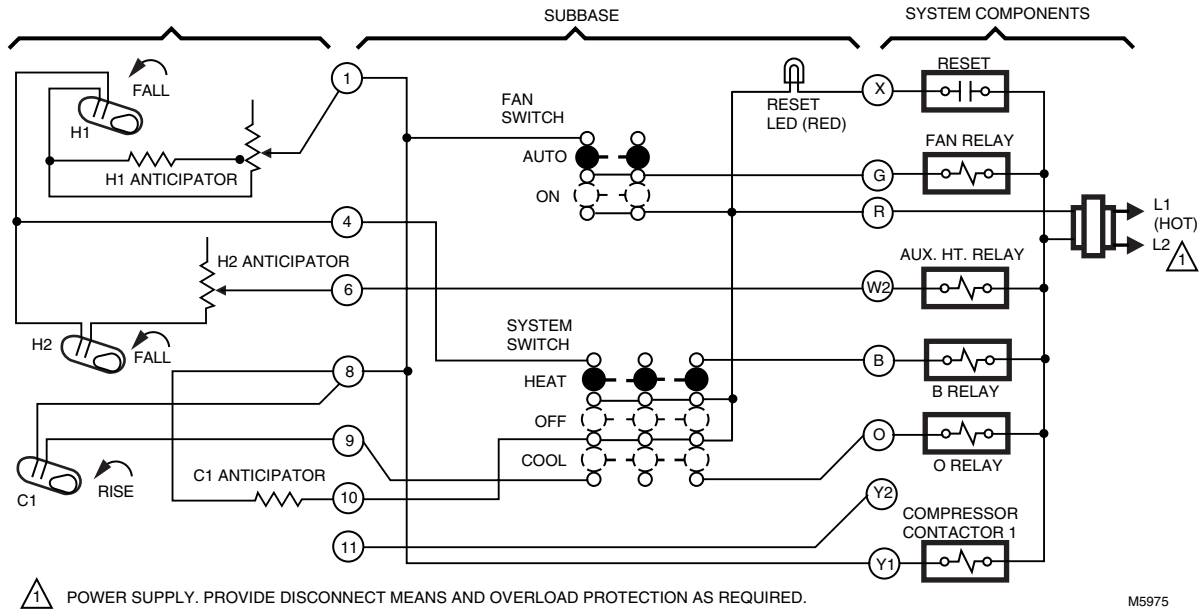 SUBBASE
SYSTEM COMPONENTS
FALL
H1
H1 ANTICIPATOR
1
FAN
SWITCH
AUTO
ON
RESET
LED (RED)
X
RESET
G
FAN RELAY
R
L1
(HOT)
L2
1
4
H2 ANTICIPATOR
6
W2
AUX. HT. RELAY
H2
FALL
SYSTEM
SWITCH
HEAT
OFF
COOL
8
B
B RELAY
9
O
O RELAY
C1
RISE
C1 ANTICIPATOR
10
Y2
11
COMPRESSOR
CONTACTOR 1
Y1
1 POWER SUPPLY. PROVIDE DISCONNECT MEANS AND OVERLOAD PROTECTION AS REQUIRED.
M5975